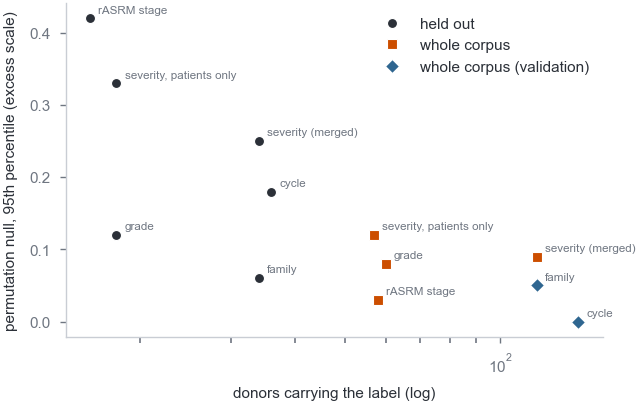 permutation null, 95th percentile (excess scale)
0.4
0.3
0.2
0.1
0.0
rASRM stage
severity, patients only
severity (merged)
cycle
grade
family
held out
whole corpus
whole corpus (validation)
severity, patients only
grade
rASRM stage
severity (merged)
family
cycle
10²
donors carrying the label (log)